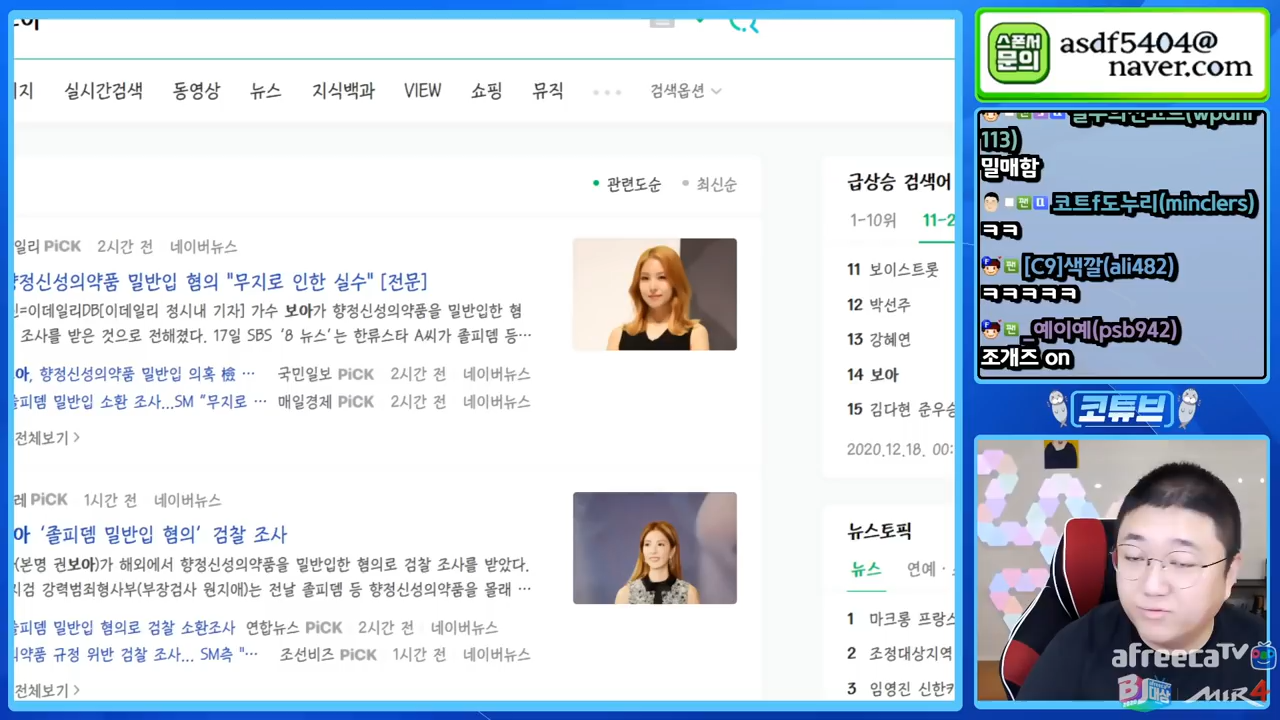 실시간검색 동영상 뉴스 지식백과 VIEW 쇼핑 뮤직 검색옵션
관련도순 최신순
PiCK 2시간 전 네이버뉴스
향정신성의약품 밀반입 혐의 "무지로 인한 실수" [전문]
=이데일리DB[이데일리 정시내 기자] 가수 보아가 향정신성의약품을 밀반입한 혐
조사를 받은 것으로 전해졌다. 17일 SBS ‘8 뉴스’는 한류스타 A씨가 졸피뎀 등…
아, 향정신성의약품 밀반입 의혹 檢 … 국민일보 PiCK 2시간 전 네이버뉴스
졸피뎀 밀반입 소환 조사...SM “무지로 … 매일경제 PiCK 2시간 전 네이버뉴스
전체보기 >
PiCK 1시간 전 네이버뉴스
아 ‘졸피뎀 밀반입 혐의’ 검찰 조사
(본명 권보아)가 해외에서 향정신성의약품을 밀반입한 혐의로 검찰 조사를 받았다.
지검 강력범죄형사부(부장검사 원지애)는 전날 졸피뎀 등 향정신성의약품을 몰래 …
졸피뎀 밀반입 혐의로 검찰 소환조사 연합뉴스 PiCK 2시간 전 네이버뉴스
의약품 규정 위반 검찰 조사... SM측 "… 조선비즈 PiCK 1시간 전 네이버뉴스
전체보기 >
급상승 검색어
1-10위 11-2
11 보이스트롯
12 박선주
13 강혜연
14 보아
15 김다현 준우승
2020.12.18. 00:
뉴스토픽
뉴스 연예·
1 마크롱 프랑스
2 조정대상지역
3 임영진 신한카
스폰서
문의
asdf5404@
naver.com
113)
밀매함
코트f도누리(minclers)
ㅋㅋ
[C9]색깔(ali482)
ㅋㅋㅋㅋㅋ
_예이예(psb942)
조개즈 on
코튜브
afreecaTV
BJ대상 MIR4